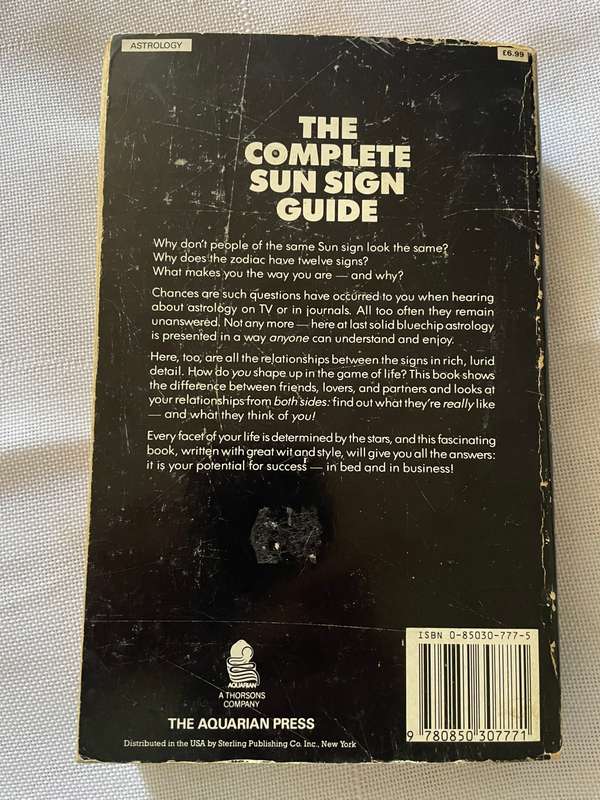 ASTROLOGY
£6.99
THE
COMPLETE
SUN SIGN
GUIDE
Why don't people of the same Sun sign look the same?
Why does the zodiac have twelve signs?
What makes you the way you are — and why?
Chances are such questions have occurred to you when hearing
about astrology on TV or in journals. All too often they remain
unanswered. Not any more — here at last solid bluechip astrology
is presented in a way anyone can understand and enjoy.
Here, too, are all the relationships between the signs in rich, lurid
detail. How do you shape up in the game of life? This book shows
the difference between friends, lovers, and partners and looks at
your relationships from both sides: find out what they're really like
— and what they think of you!
Every facet of your life is determined by the stars, and this fascinating
book, written with great wit and style, will give you all the answers:
it is your potential for success — in bed and in business!
AQUARIAN
A THORSONS
COMPANY
THE AQUARIAN PRESS
Distributed in the USA by Sterling Publishing Co. Inc., New York
ISBN 0-85030-777-5
9 780850 307771